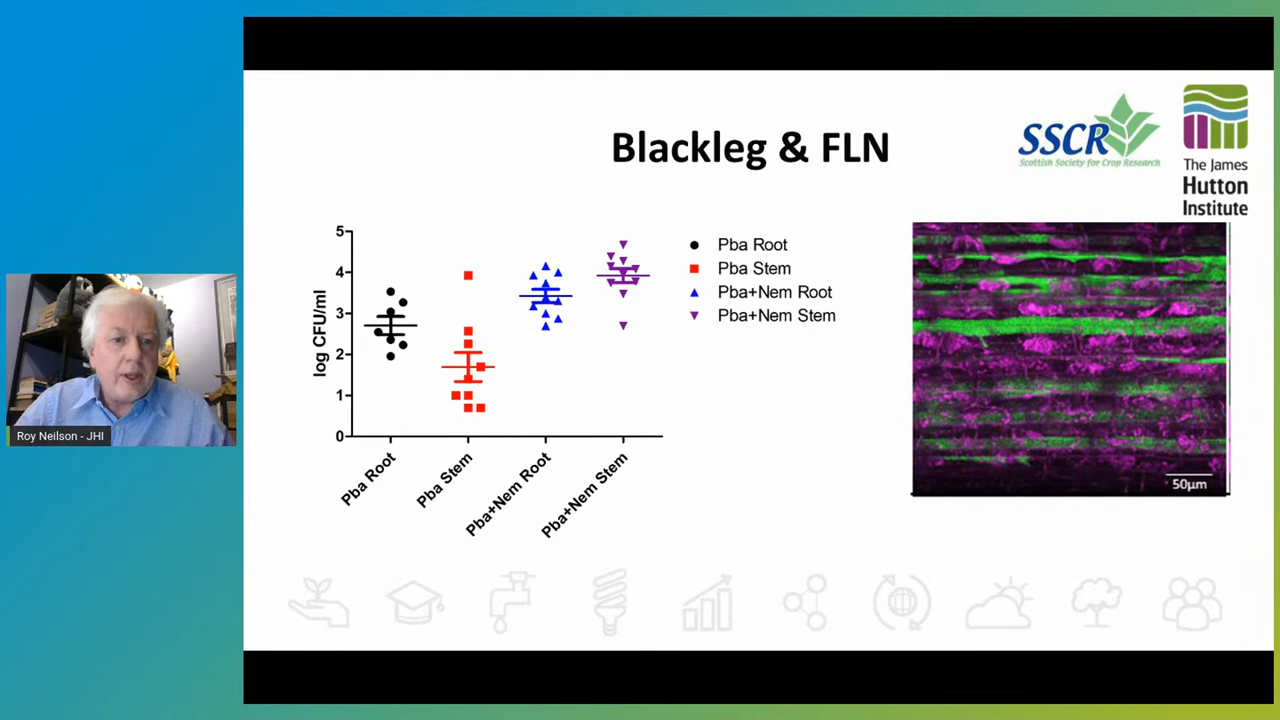 Blackleg & FLN
SSCR
Scottish Society for Crop Research
The James
Hutton
Institute
5
4
3
2
1
0
log CFU/ml
Pba Root
Pba Stem
Pba+Nem Root
Pba+Nem Stem
Pba Root
Pba Stem
Pba+Nem Root
Pba+Nem Stem
50μm
Roy Neilson - JHI